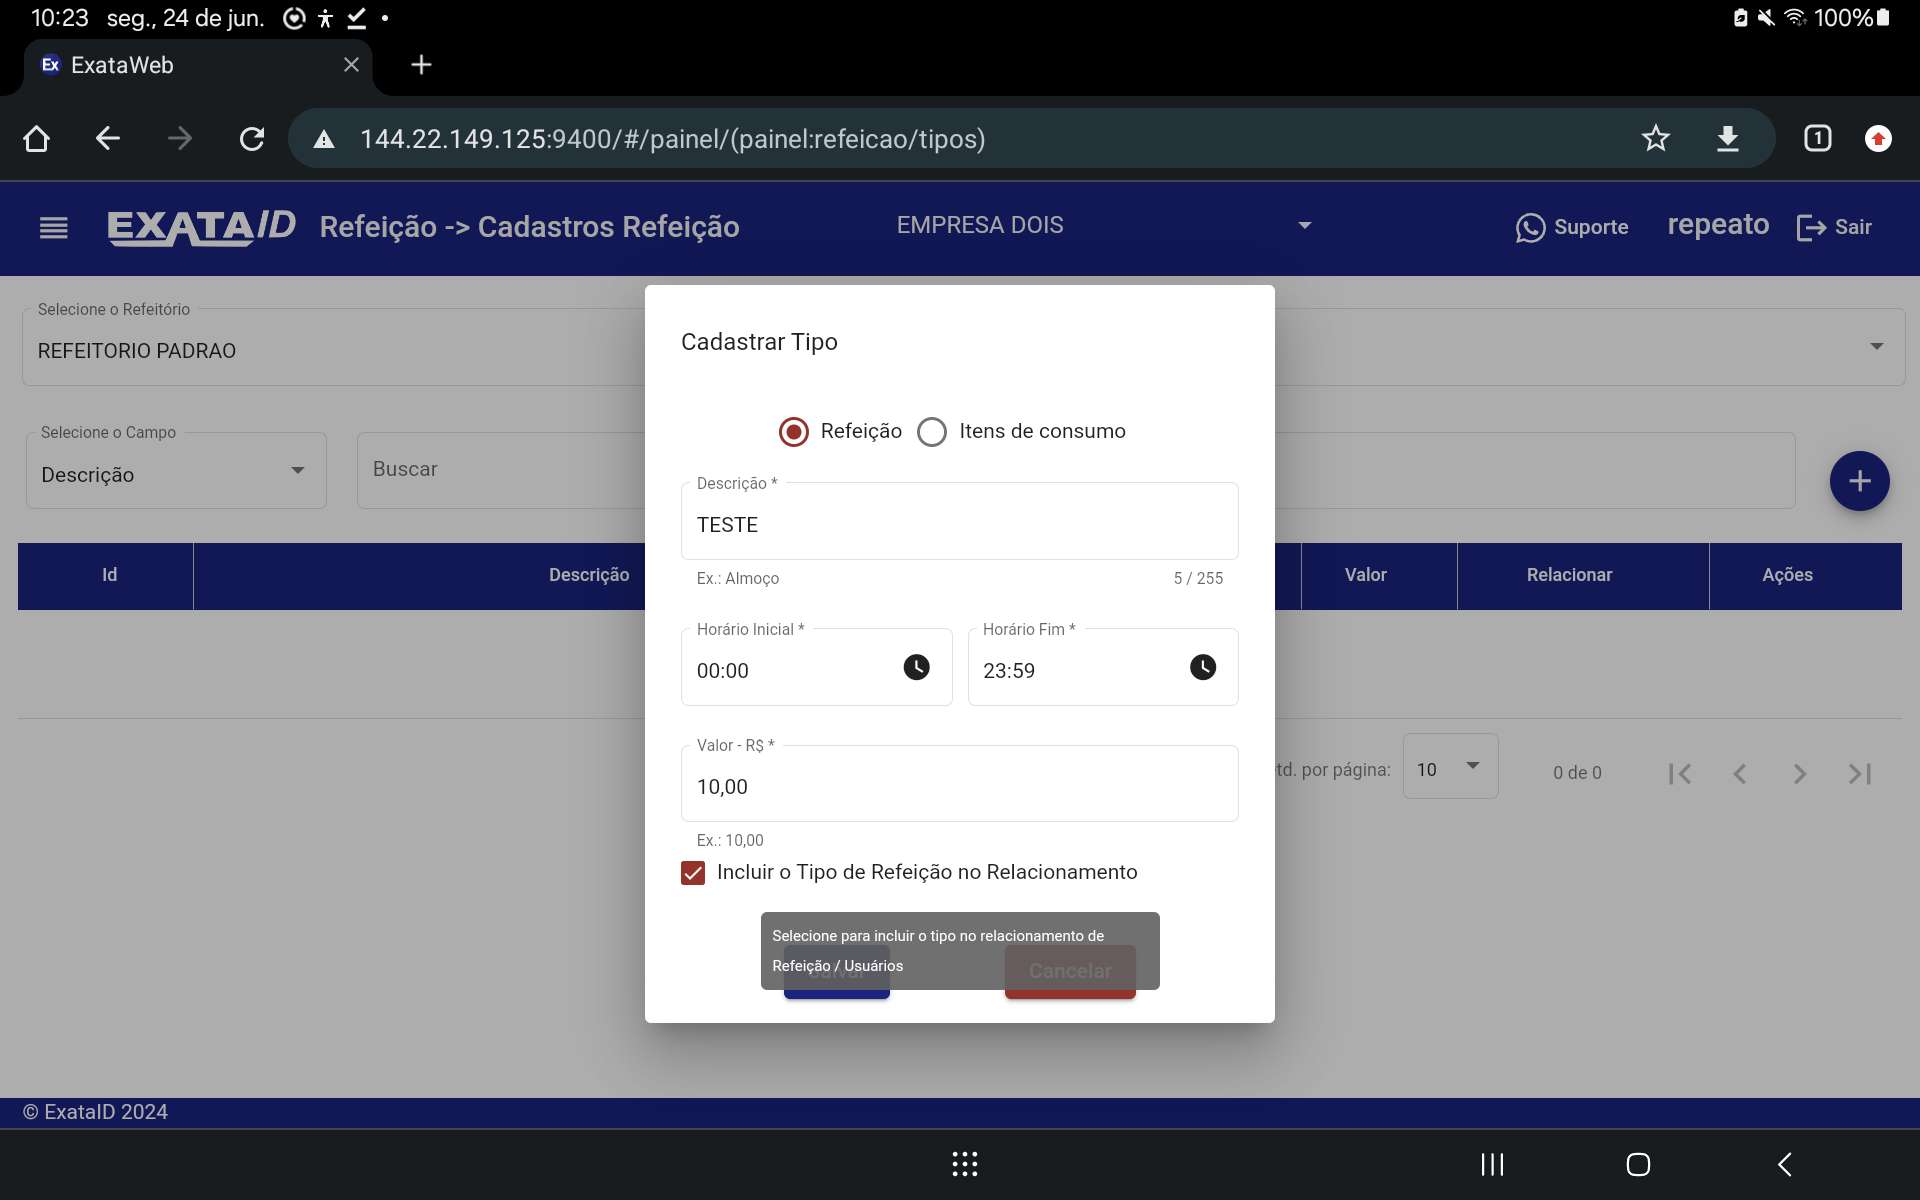 10:23 seg., 24 de jun.
100%
Ex ExataWeb
144.22.149.125:9400/#/painel/(painel:refeicao/tipos)
1
EXATAID Refeição -> Cadastros Refeição
EMPRESA DOIS
Suporte
repeato
Sair
Selecione o Refeitório
REFEITORIO PADRAO
Selecione o Campo
Descrição
Buscar
Id
Descrição
Valor
Relacionar
Ações
td. por página:
10
0 de 0
Cadastrar Tipo
Refeição
Itens de consumo
Descrição *
TESTE
Ex.: Almoço
5 / 255
Horário Inicial *
00:00
Horário Fim *
23:59
Valor - R$ *
10,00
Ex.: 10,00
Incluir o Tipo de Refeição no Relacionamento
Selecione para incluir o tipo no relacionamento de
Refeição / Usuários
Cancelar
© ExataID 2024